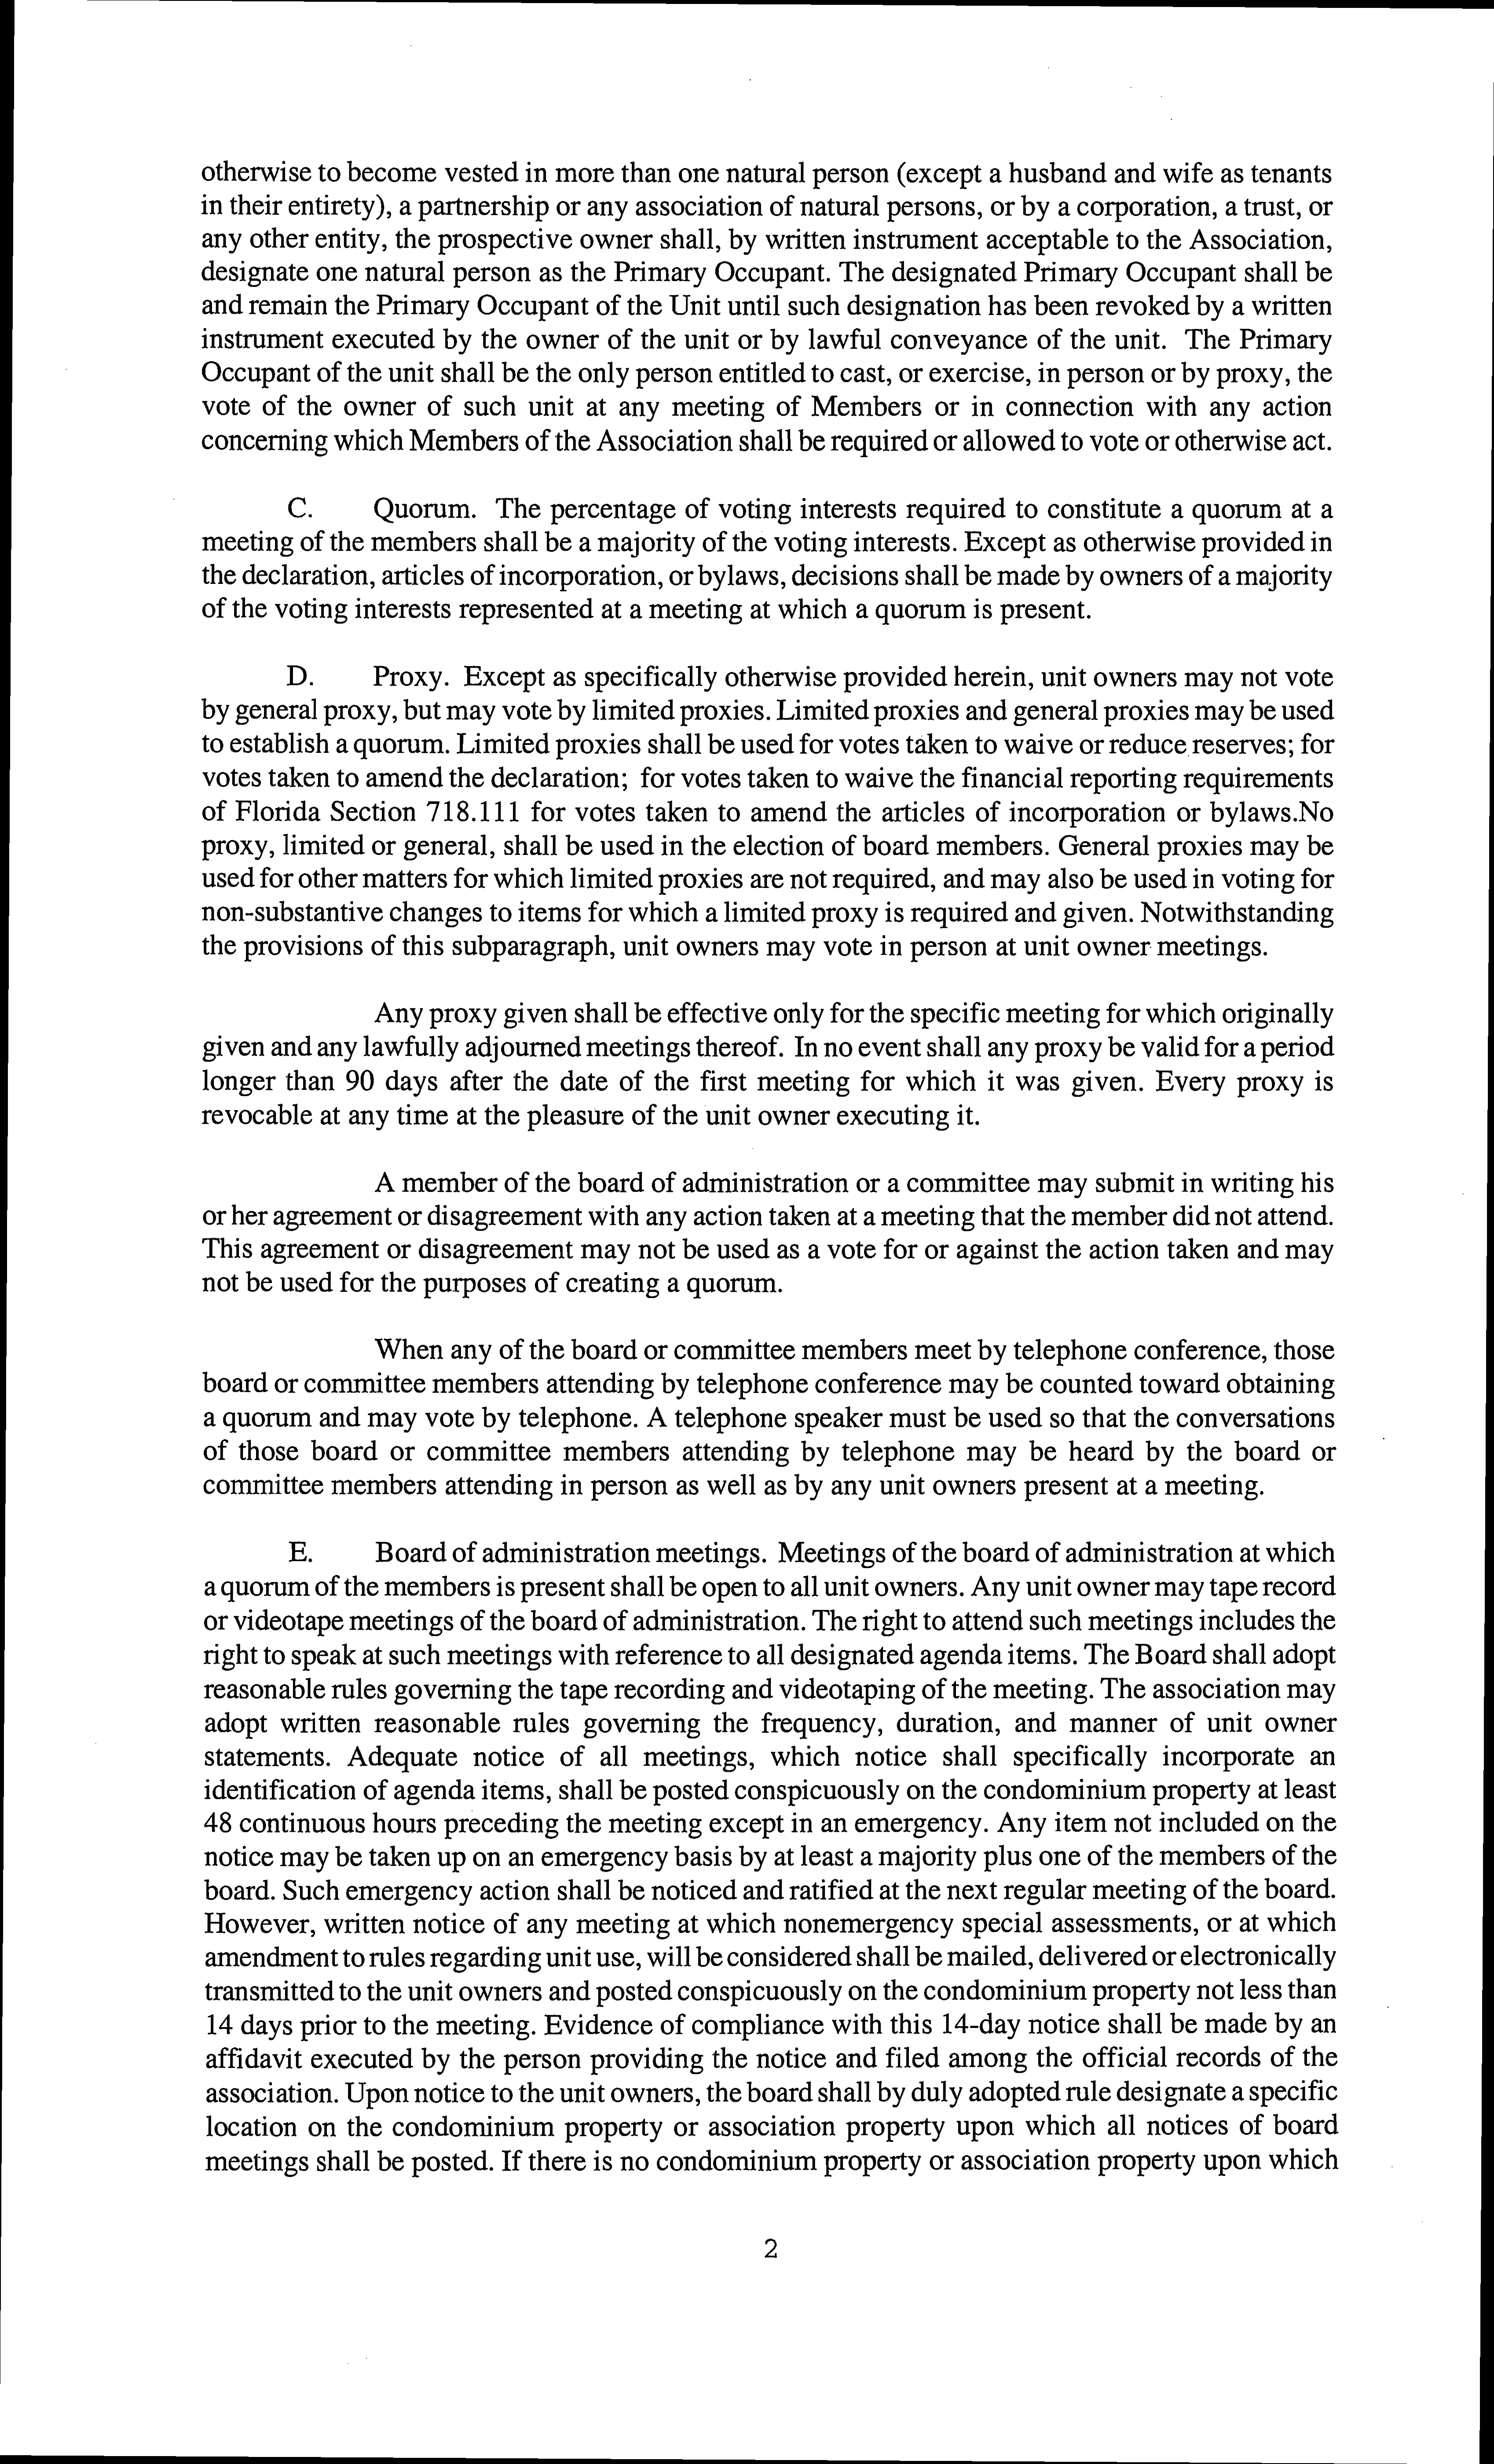 otherwise to become vested in more than one natural person (except a husband and wife as tenants
in their entirety), a partnership or any association of natural persons, or by a corporation, a trust, or
any other entity, the prospective owner shall, by written instrument acceptable to the Association,
designate one natural person as the Primary Occupant. The designated Primary Occupant shall be
and remain the Primary Occupant of the Unit until such designation has been revoked by a written
instrument executed by the owner of the unit or by lawful conveyance of the unit. The Primary
Occupant of the unit shall be the only person entitled to cast, or exercise, in person or by proxy, the
vote of the owner of such unit at any meeting of Members or in connection with any action
concerning which Members of the Association shall be required or allowed to vote or otherwise act.
C. Quorum. The percentage of voting interests required to constitute a quorum at a
meeting of the members shall be a majority of the voting interests. Except as otherwise provided in
the declaration, articles of incorporation, or bylaws, decisions shall be made by owners of a majority
of the voting interests represented at a meeting at which a quorum is present.
D. Proxy. Except as specifically otherwise provided herein, unit owners may not vote
by general proxy, but may vote by limited proxies. Limited proxies and general proxies may be used
to establish a quorum. Limited proxies shall be used for votes taken to waive or reduce reserves; for
votes taken to amend the declaration; for votes taken to waive the financial reporting requirements
of Florida Section 718.111 for votes taken to amend the articles of incorporation or bylaws.No
proxy, limited or general, shall be used in the election of board members. General proxies may be
used for other matters for which limited proxies are not required, and may also be used in voting for
non-substantive changes to items for which a limited proxy is required and given. Notwithstanding
the provisions of this subparagraph, unit owners may vote in person at unit owner meetings.
Any proxy given shall be effective only for the specific meeting for which originally
given and any lawfully adjourned meetings thereof. In no event shall any proxy be valid for a period
longer than 90 days after the date of the first meeting for which it was given. Every proxy is
revocable at any time at the pleasure of the unit owner executing it.
A member of the board of administration or a committee may submit in writing his
or her agreement or disagreement with any action taken at a meeting that the member did not attend.
This agreement or disagreement may not be used as a vote for or against the action taken and may
not be used for the purposes of creating a quorum.
When any of the board or committee members meet by telephone conference, those
board or committee members attending by telephone conference may be counted toward obtaining
a quorum and may vote by telephone. A telephone speaker must be used so that the conversations
of those board or committee members attending by telephone may be heard by the board or
committee members attending in person as well as by any unit owners present at a meeting.
E. Board of administration meetings. Meetings of the board of administration at which
a quorum of the members is present shall be open to all unit owners. Any unit owner may tape record
or videotape meetings of the board of administration. The right to attend such meetings includes the
right to speak at such meetings with reference to all designated agenda items. The Board shall adopt
reasonable rules governing the tape recording and videotaping of the meeting. The association may
adopt written reasonable rules governing the frequency, duration, and manner of unit owner
statements. Adequate notice of all meetings, which notice shall specifically incorporate an
identification of agenda items, shall be posted conspicuously on the condominium property at least
48 continuous hours preceding the meeting except in an emergency. Any item not included on the
notice may be taken up on an emergency basis by at least a majority plus one of the members of the
board. Such emergency action shall be noticed and ratified at the next regular meeting of the board.
However, written notice of any meeting at which nonemergency special assessments, or at which
amendment to rules regarding unit use, will be considered shall be mailed, delivered or electronically
transmitted to the unit owners and posted conspicuously on the condominium property not less than
14 days prior to the meeting. Evidence of compliance with this 14-day notice shall be made by an
affidavit executed by the person providing the notice and filed among the official records of the
association. Upon notice to the unit owners, the board shall by duly adopted rule designate a specific
location on the condominium property or association property upon which all notices of board
meetings shall be posted. If there is no condominium property or association property upon which
2